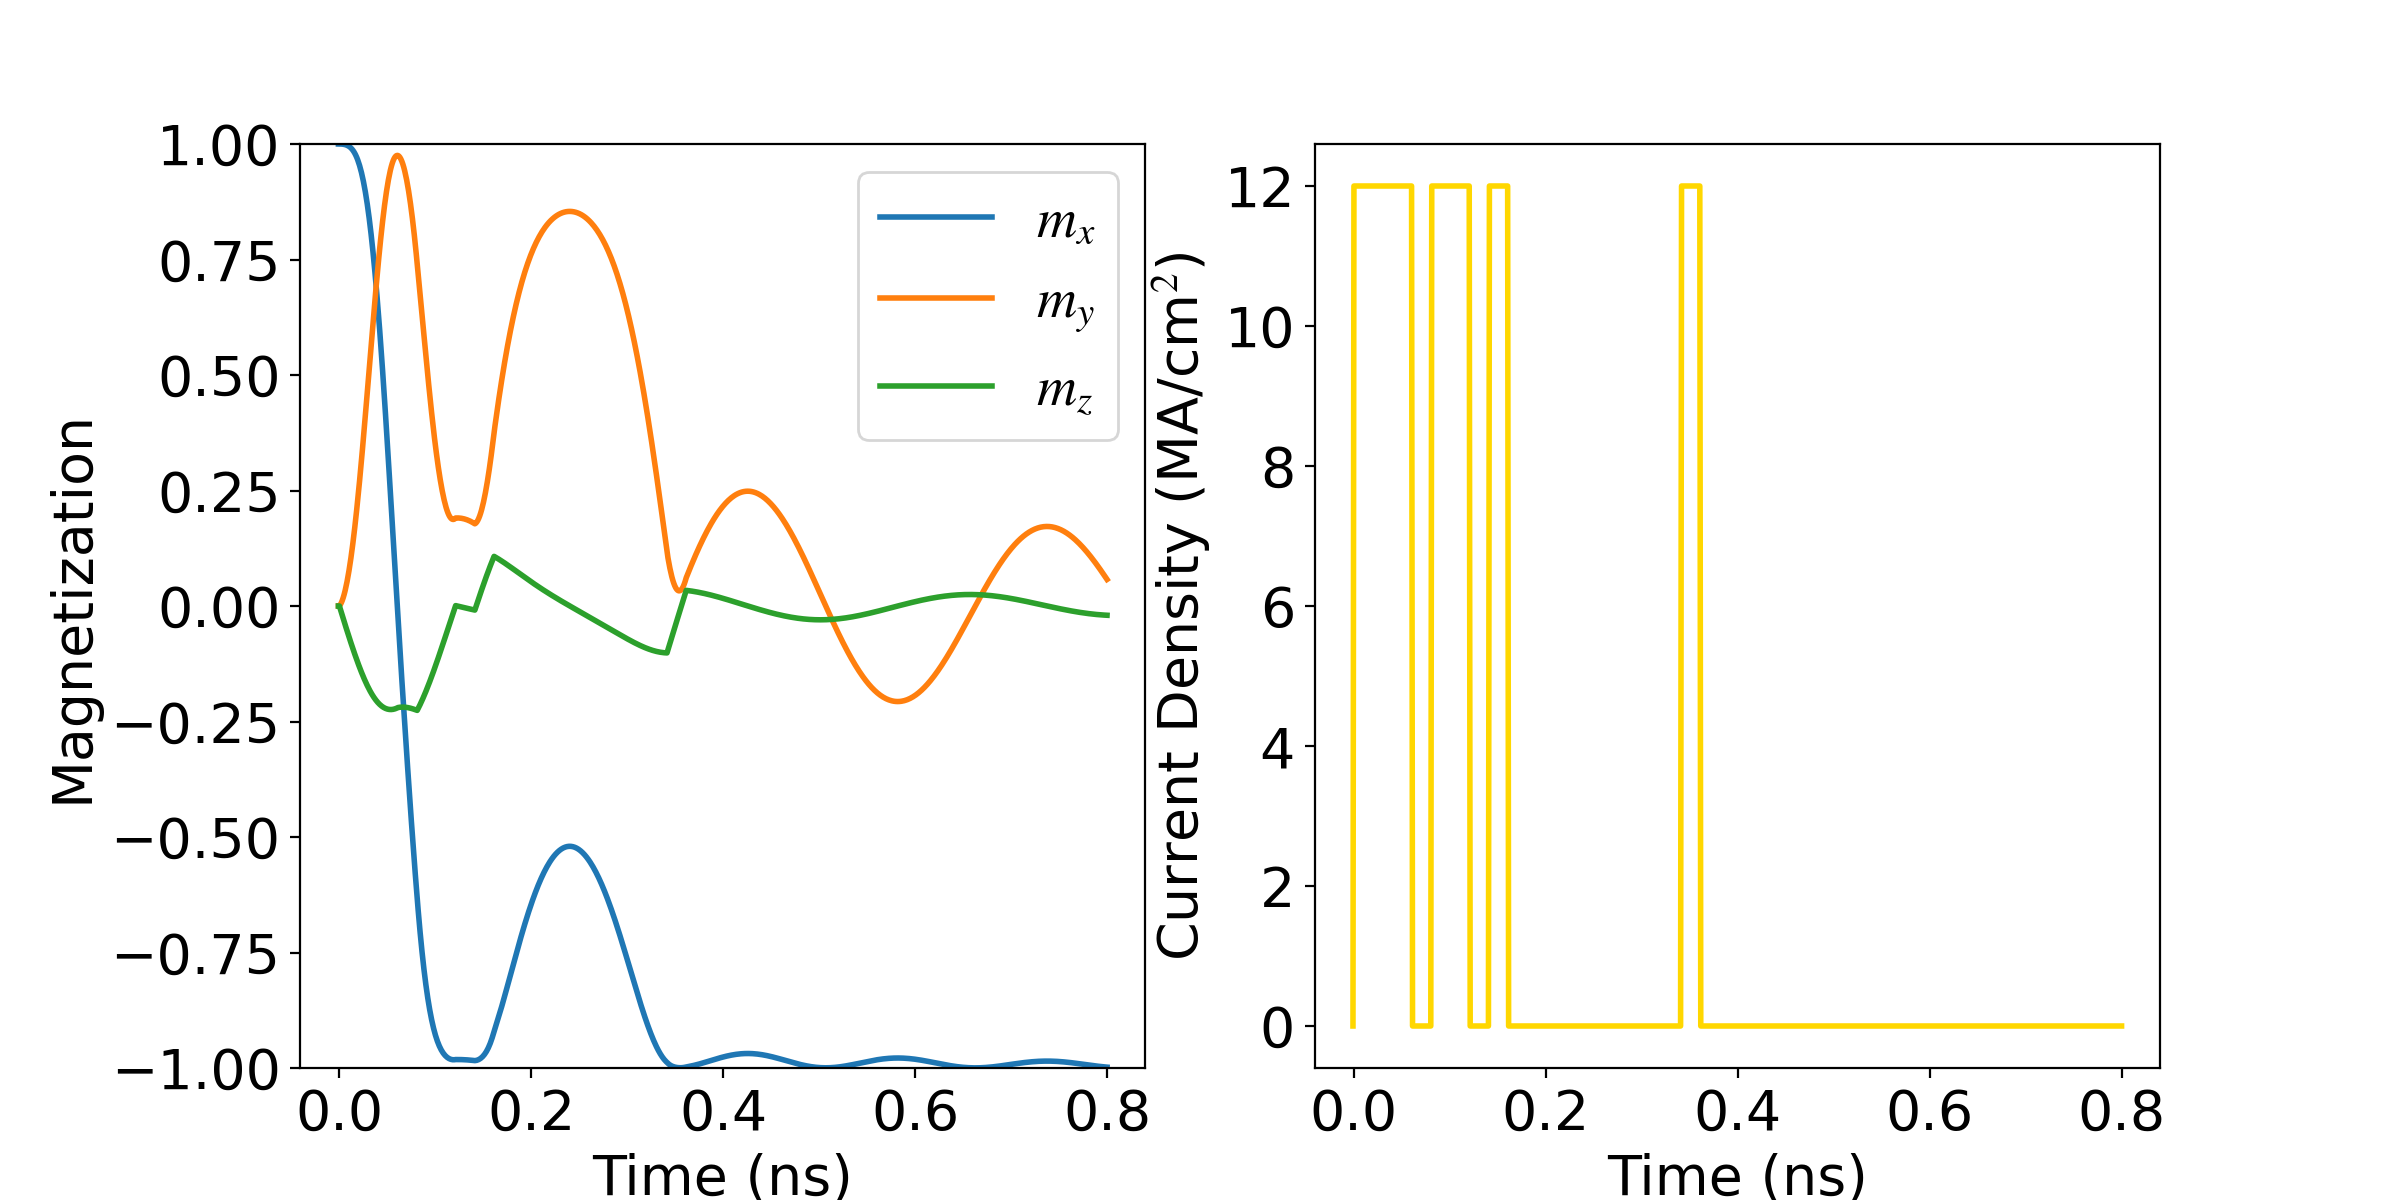 Magnetization
1.00
0.75
0.50
0.25
0.00
−0.25
−0.50
−0.75
−1.00
0.0 0.2 0.4 0.6 0.8
Time (ns)
m_x
m_y
m_z
Current Density (MA/cm²)
12
10
8
6
4
2
0
0.0 0.2 0.4 0.6 0.8
Time (ns)